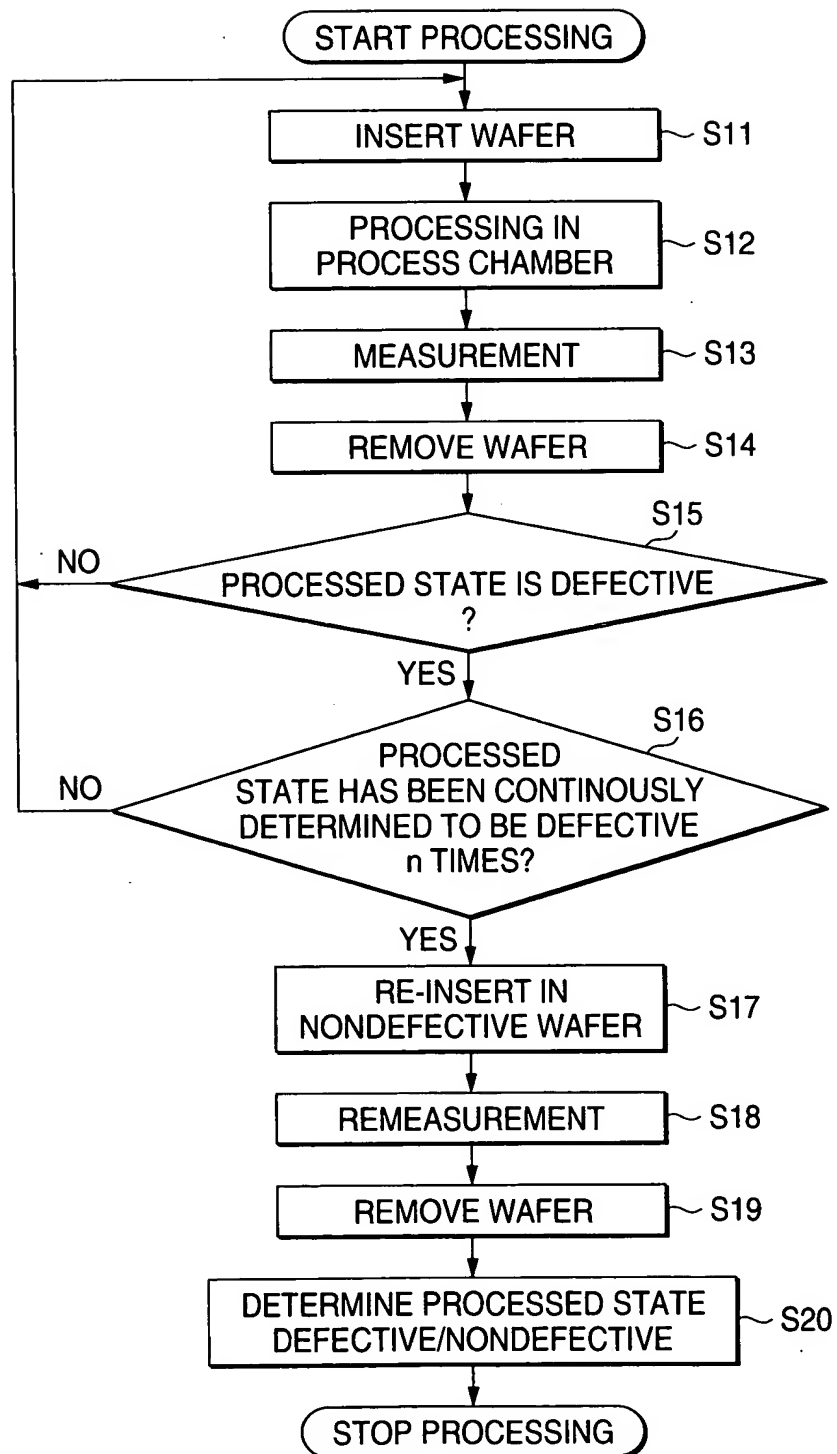 START PROCESSING
INSERT WAFER
S11
PROCESSING IN
PROCESS CHAMBER
S12
MEASUREMENT
S13
REMOVE WAFER
S14
S15
NO
PROCESSED STATE IS DEFECTIVE
?
YES
S16
NO
PROCESSED
STATE HAS BEEN CONTINOUSLY
DETERMINED TO BE DEFECTIVE
n TIMES?
YES
RE-INSERT IN
NONDEFECTIVE WAFER
S17
REMEASUREMENT
S18
REMOVE WAFER
S19
DETERMINE PROCESSED STATE
DEFECTIVE/NONDEFECTIVE
S20
STOP PROCESSING